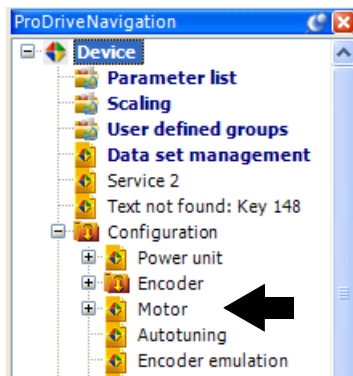 ProDriveNavigation
Device
Parameter list
Scaling
User defined groups
Data set management
Service 2
Text not found: Key 148
Configuration
Power unit
Encoder
Motor
Autotuning
Encoder emulation